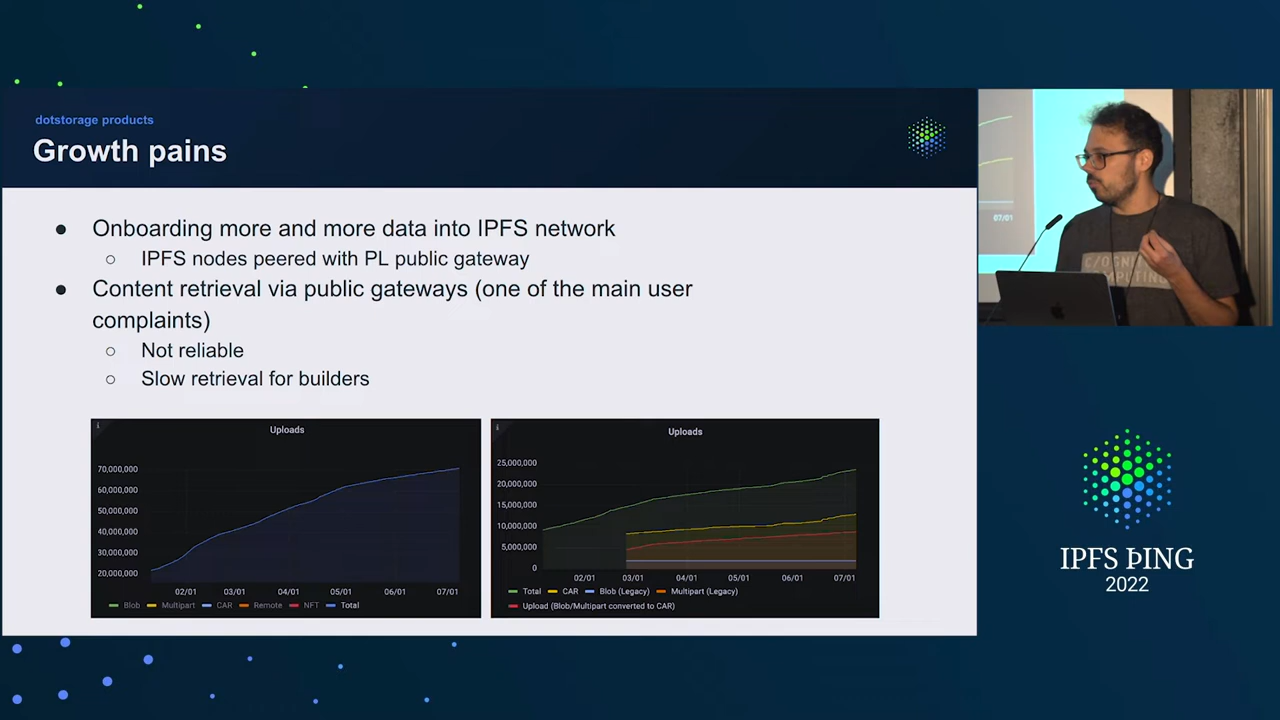 dotstorage products
Growth pains
● Onboarding more and more data into IPFS network
○ IPFS nodes peered with PL public gateway
● Content retrieval via public gateways (one of the main user
complaints)
○ Not reliable
○ Slow retrieval for builders
Uploads
70,000,000
60,000,000
50,000,000
40,000,000
30,000,000
20,000,000
02/01 03/01 04/01 05/01 06/01 07/01
Blob Multipart CAR Remote NFT Total
Uploads
25,000,000
20,000,000
15,000,000
10,000,000
5,000,000
0
02/01 03/01 04/01 05/01 06/01 07/01
Total CAR Blob (Legacy) Multipart (Legacy)
Upload (Blob/Multipart converted to CAR)
07/01
IPFS ÞING
2022